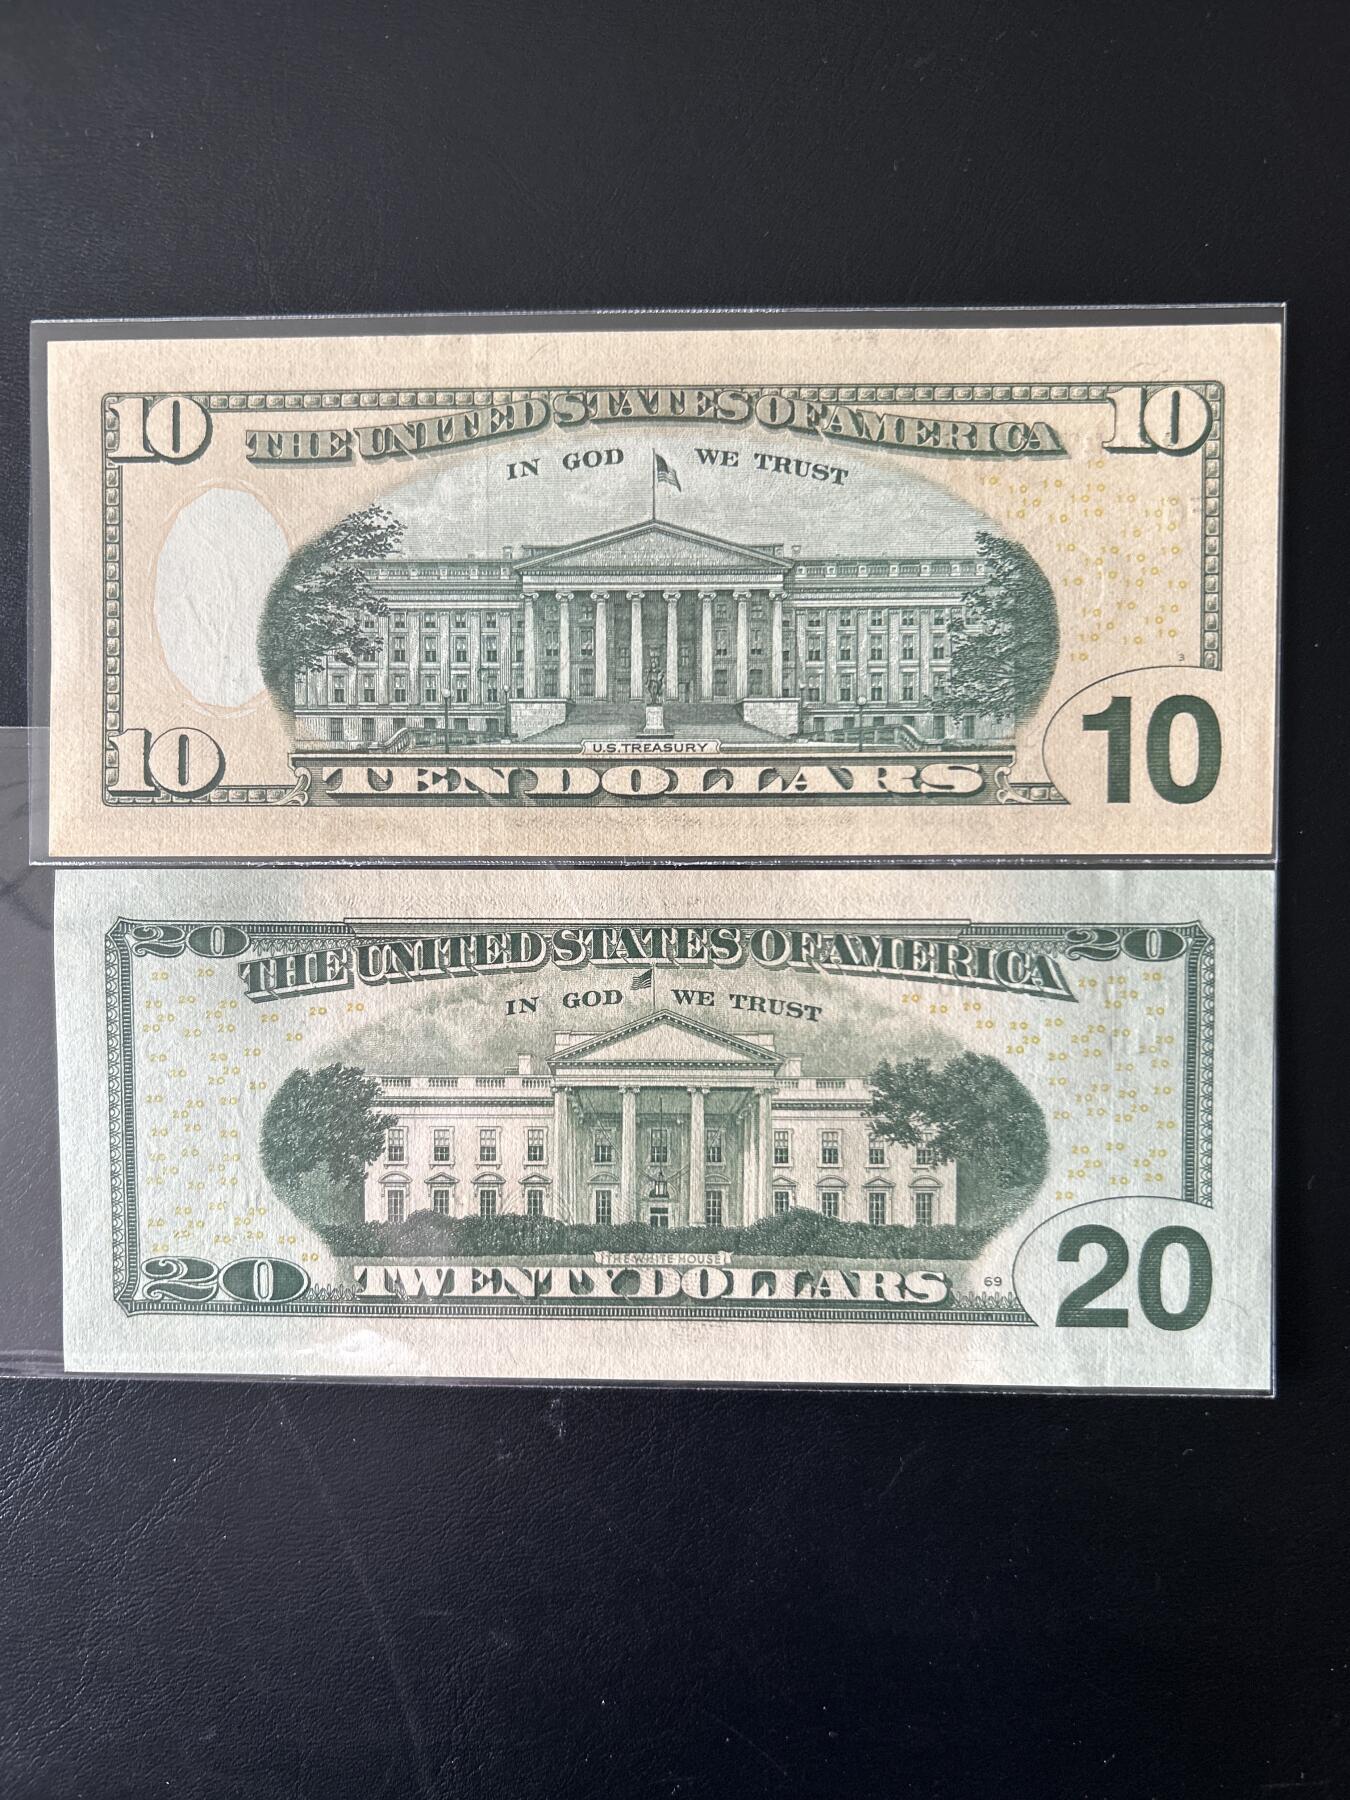 10 10
THE UNITED STATES OF AMERICA
IN GOD WE TRUST
3
U.S. TREASURY
10 TEN DOLLARS 10
20 20
THE UNITED STATES OF AMERICA
IN GOD WE TRUST
THE WHITE HOUSE
20 TWENTY DOLLARS 69 20